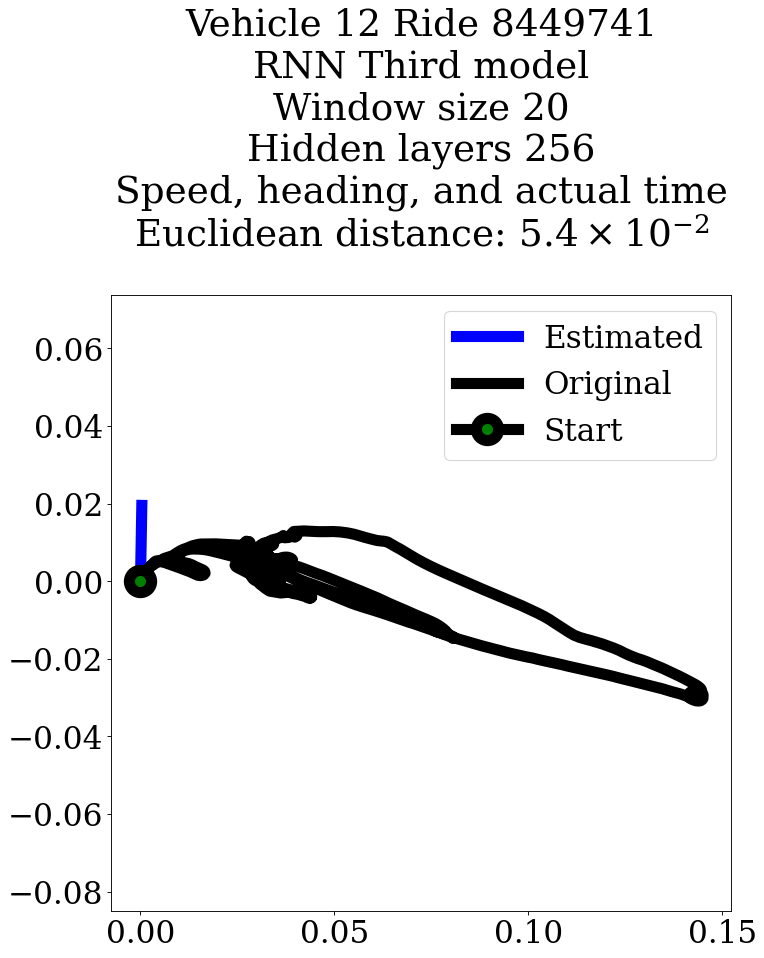 Vehicle 12 Ride 8449741
RNN Third model
Window size 20
Hidden layers 256
Speed, heading, and actual time
Euclidean distance: 5.4 × 10⁻²
Estimated
Original
Start
0.06
0.04
0.02
0.00
−0.02
−0.04
−0.06
−0.08
0.00 0.05 0.10 0.15